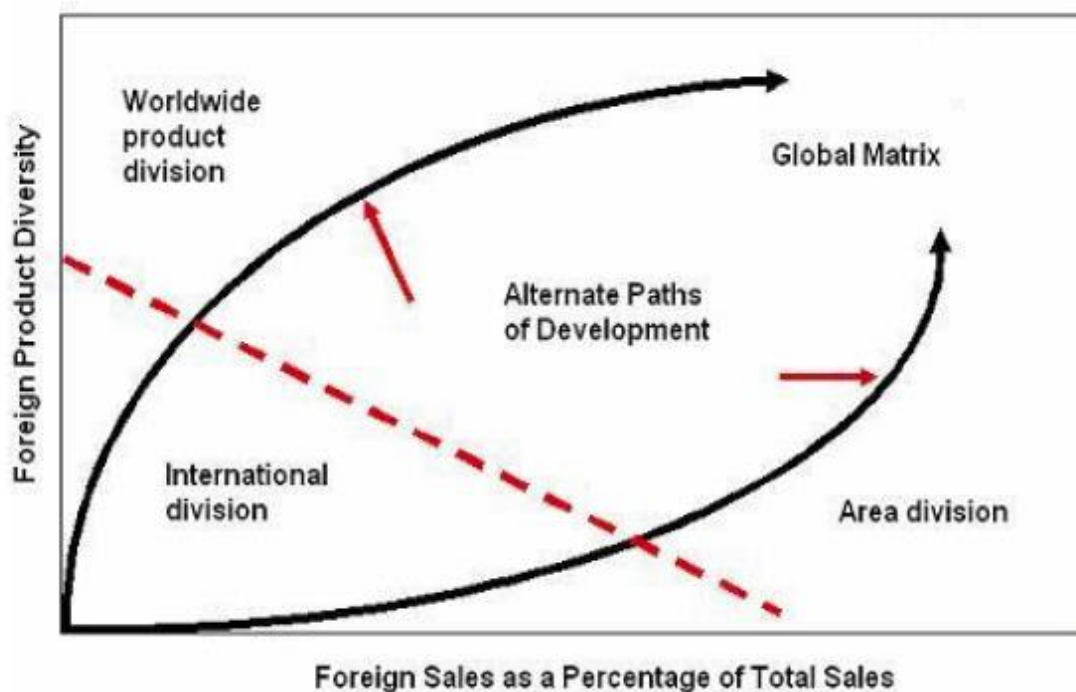 Worldwide
product
division
Global Matrix
Alternate Paths
of Development
International
division
Area division
Foreign Product Diversity
Foreign Sales as a Percentage of Total Sales